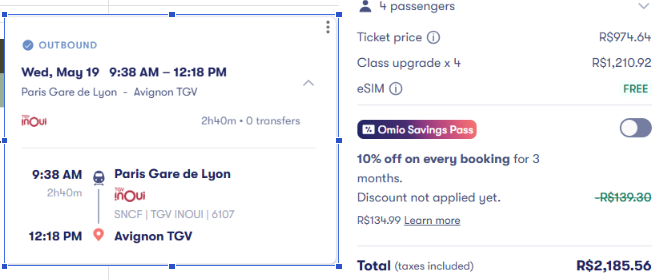 OUTBOUND
Wed, May 19 9:38 AM – 12:18 PM
Paris Gare de Lyon - Avignon TGV
TGV
inOui
2h40m • 0 transfers
9:38 AM
Paris Gare de Lyon
2h40m
TGV
inOui
SNCF | TGV INOUI | 6107
12:18 PM
Avignon TGV
4 passengers
Ticket price
R$974.64
Class upgrade x 4
R$1,210.92
eSIM
FREE
Omio Savings Pass
10% off on every booking for 3
months.
Discount not applied yet.
-R$139.30
R$134.99 Learn more
Total (taxes included)
R$2,185.56